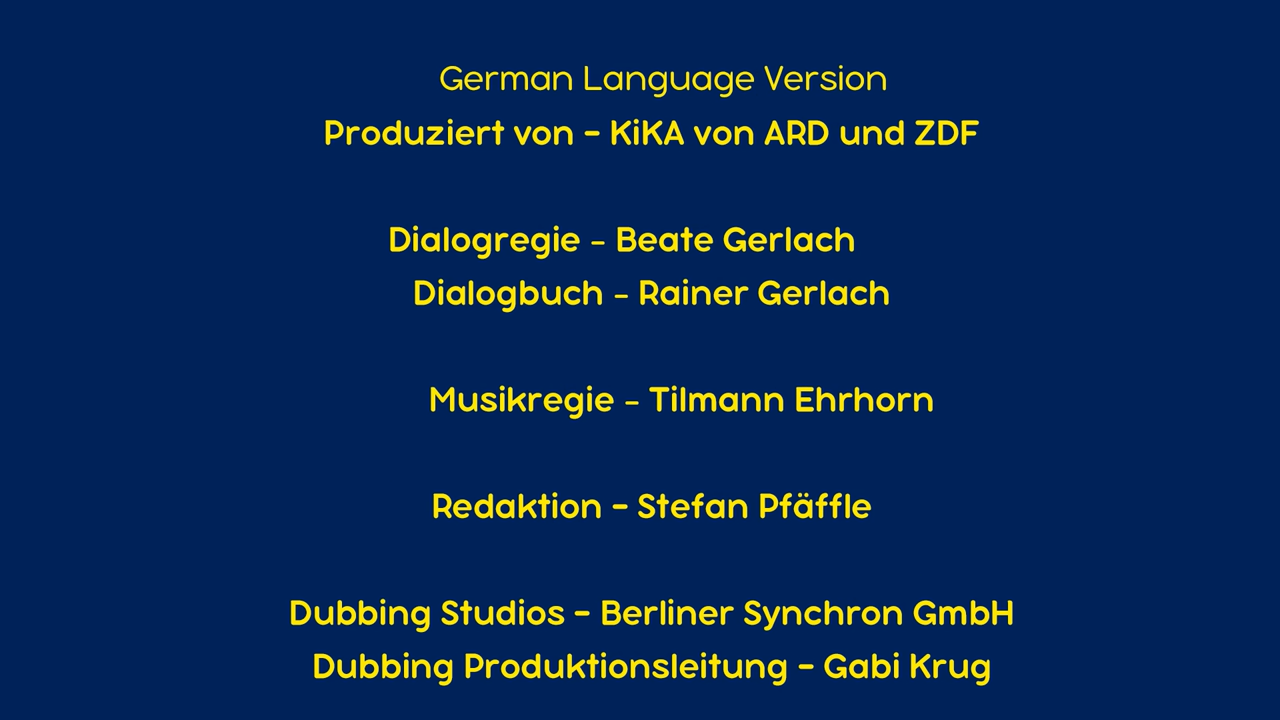 German Language Version
Produziert von - KiKA von ARD und ZDF
Dialogregie - Beate Gerlach
Dialogbuch - Rainer Gerlach
Musikregie - Tilmann Ehrhorn
Redaktion - Stefan Pfäffle
Dubbing Studios - Berliner Synchron GmbH
Dubbing Produktionsleitung - Gabi Krug